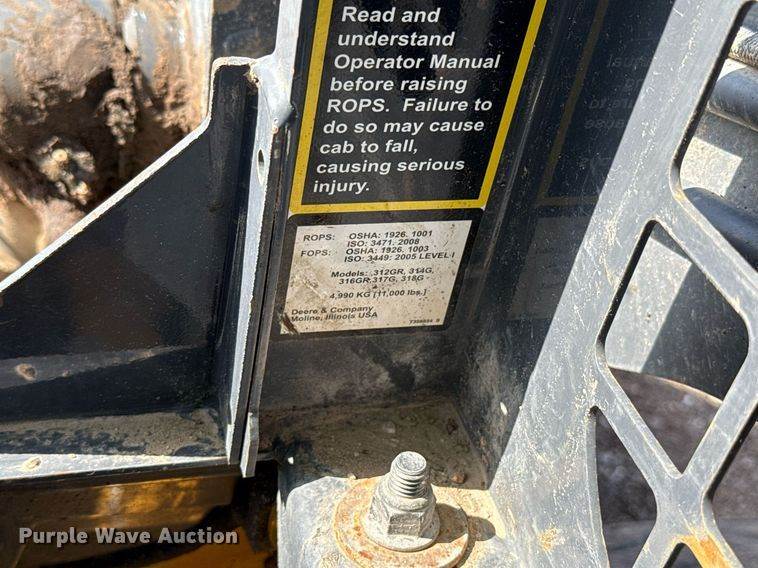 Read and
understand
Operator Manual
before raising
ROPS. Failure to
do so may cause
cab to fall,
causing serious
injury.
ROPS: OSHA: 1926. 1001
ISO: 3471. 2008
FOPS: OSHA: 1926. 1003
ISO: 3449: 2005 LEVEL I
Models: 312GR, 314G,
316GR,317G, 318G
4,990 KG [11,000 lbs.]
Deere & Company
Moline, Illinois USA
Purple Wave Auction